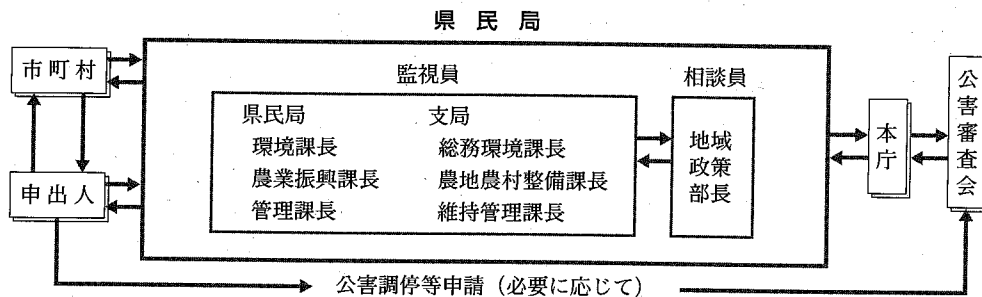 県民局
市町村
申出人
監視員
県民局
環境課長
農業振興課長
管理課長
支局
総務環境課長
農地農村整備課長
維持管理課長
相談員
地域
政策
部長
本庁
公害審査会
公害調停等申請（必要に応じて）